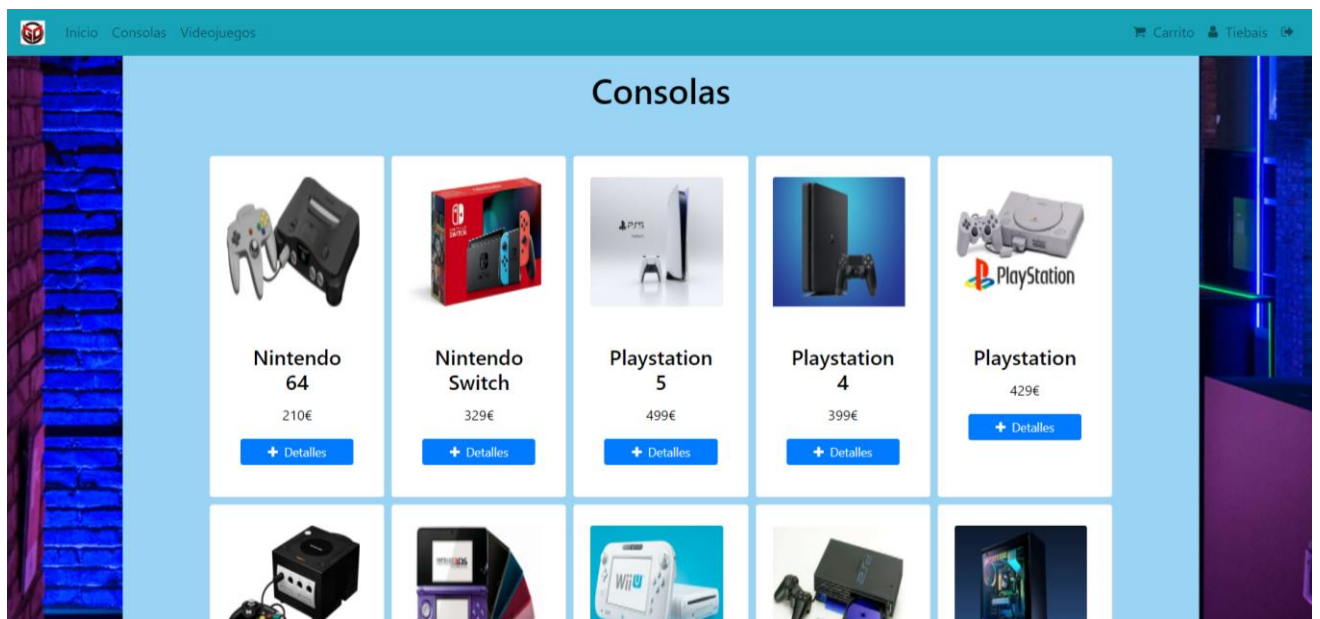 Inicio Consolas Videojuegos Carrito Tiebais
Consolas
PlayStation
Nintendo
64
210€
+ Detalles
Nintendo
Switch
329€
+ Detalles
Playstation
5
499€
+ Detalles
Playstation
4
399€
+ Detalles
Playstation
429€
+ Detalles
WiiU